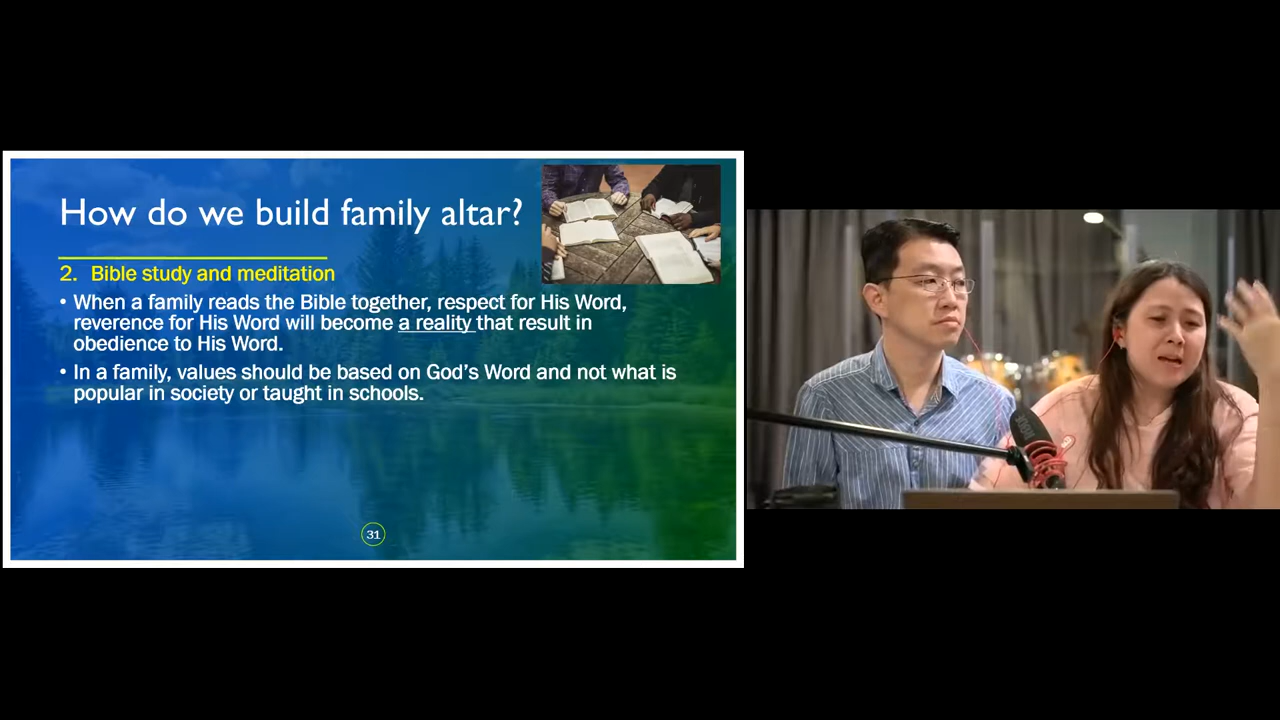 How do we build family altar?
2. Bible study and meditation
• When a family reads the Bible together, respect for His Word,
reverence for His Word will become a reality that result in
obedience to His Word.
• In a family, values should be based on God's Word and not what is
popular in society or taught in schools.
31